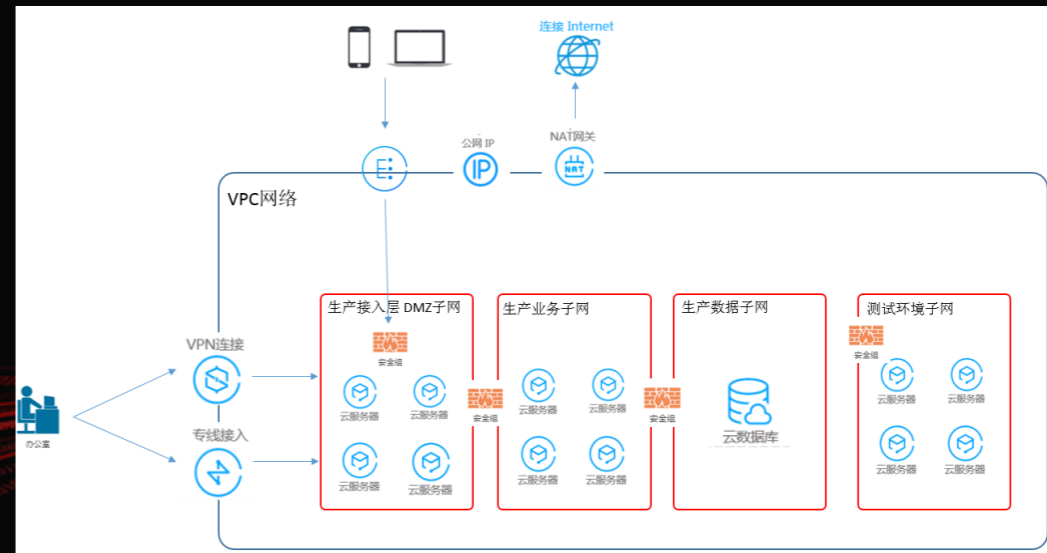 连接 Internet
公网 IP
IP
NAT网关
NAT
E
VPC网络
生产接入层 DMZ子网
生产业务子网
生产数据子网
测试环境子网
安全组
安全组
安全组
安全组
VPN连接
云服务器
云服务器
云服务器
云服务器
云服务器
云服务器
云数据库
办公室
专线接入
云服务器
云服务器
云服务器
云服务器
云服务器
云服务器